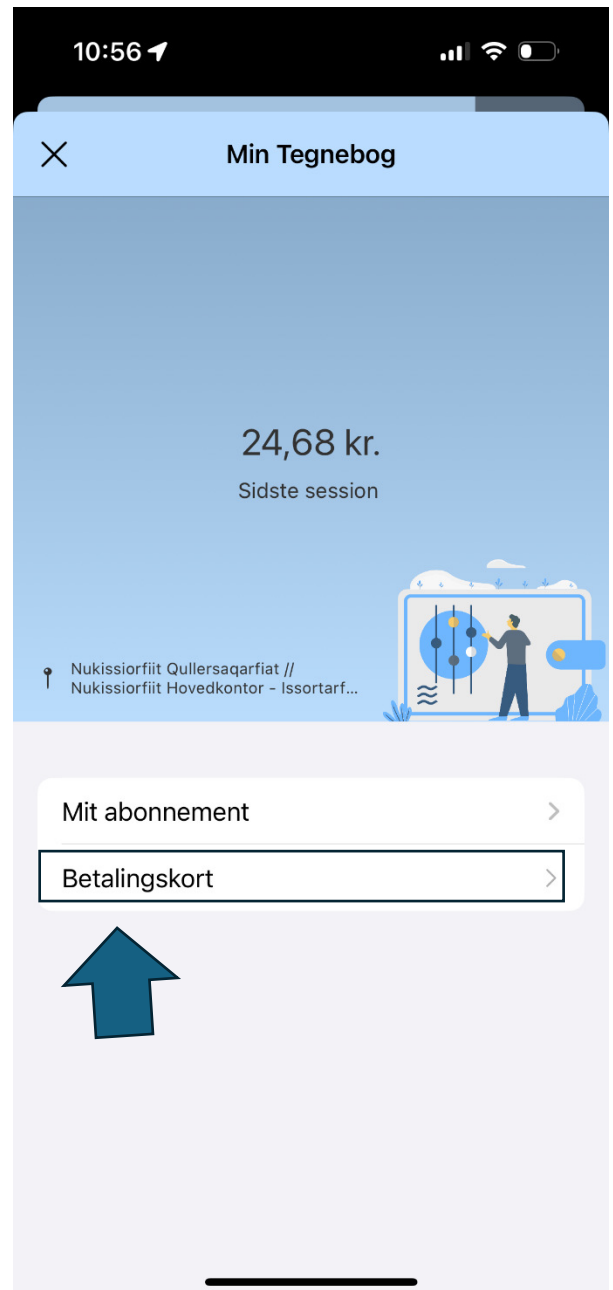 10:56
Min Tegnebog
24,68 kr.
Sidste session
Nukissiorfiit Qullersaqarfiat //
Nukissiorfiit Hovedkontor - Issortarf...
Mit abonnement
Betalingskort